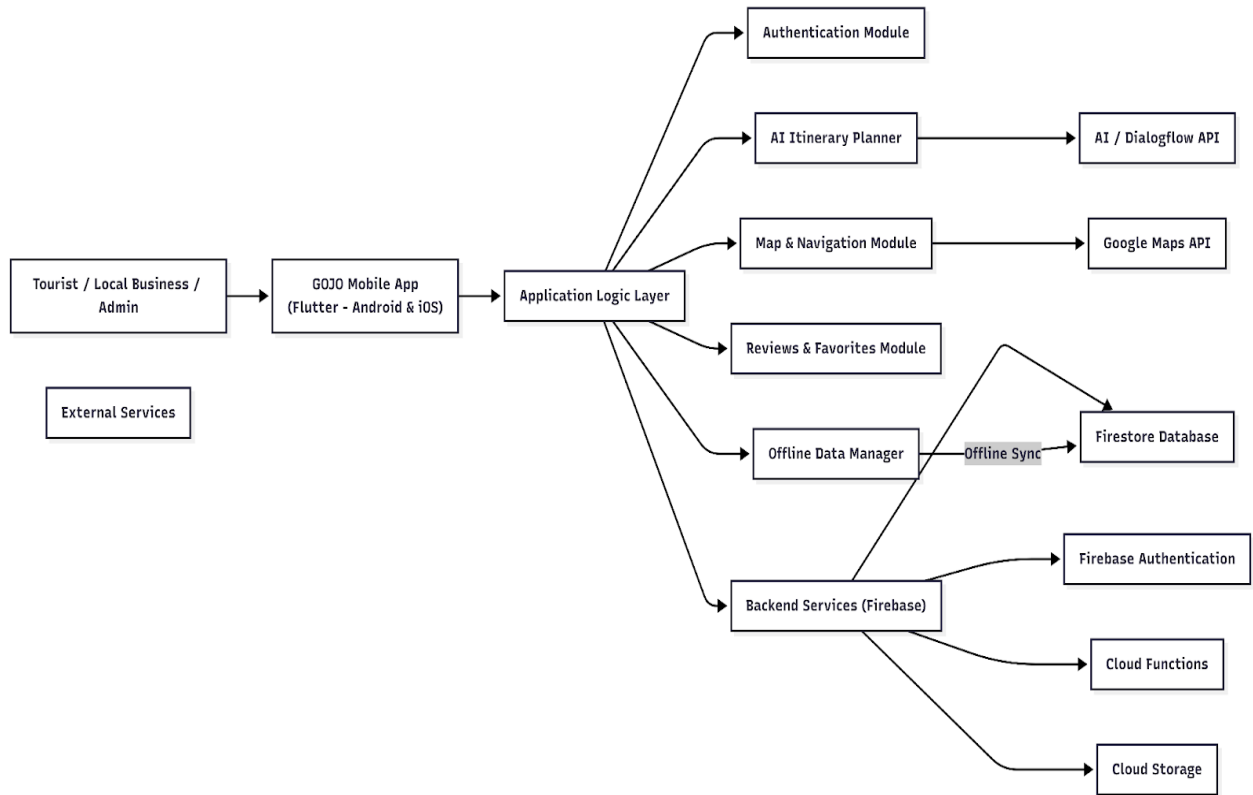 Authentication Module
AI Itinerary Planner
AI / Dialogflow API
Map & Navigation Module
Google Maps API
Tourist / Local Business /
Admin
GOJO Mobile App
(Flutter - Android & iOS)
Application Logic Layer
Reviews & Favorites Module
External Services
Offline Data Manager
Offline Sync
Firestore Database
Firebase Authentication
Backend Services (Firebase)
Cloud Functions
Cloud Storage